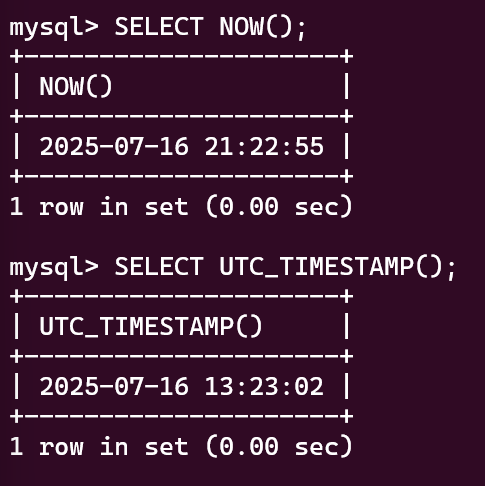 mysql> SELECT NOW();
+---------------------+
| NOW()               |
+---------------------+
| 2025-07-16 21:22:55 |
+---------------------+
1 row in set (0.00 sec)

mysql> SELECT UTC_TIMESTAMP();
+---------------------+
| UTC_TIMESTAMP()     |
+---------------------+
| 2025-07-16 13:23:02 |
+---------------------+
1 row in set (0.00 sec)